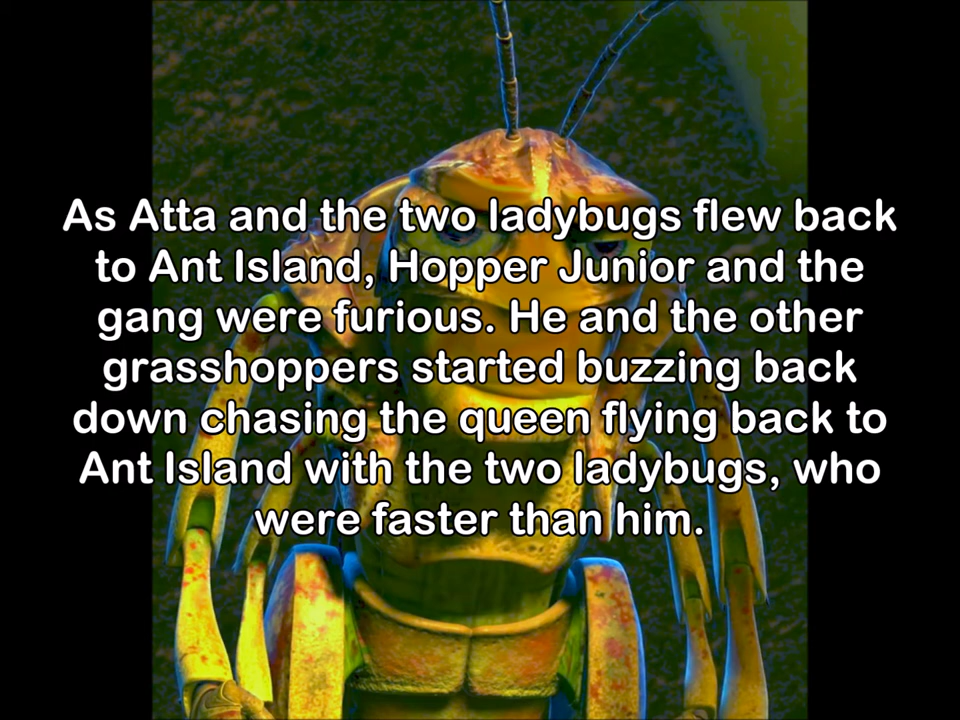 As Atta and the two ladybugs flew back
to Ant Island, Hopper Junior and the
gang were furious. He and the other
grasshoppers started buzzing back
down chasing the queen flying back to
Ant Island with the two ladybugs, who
were faster than him.